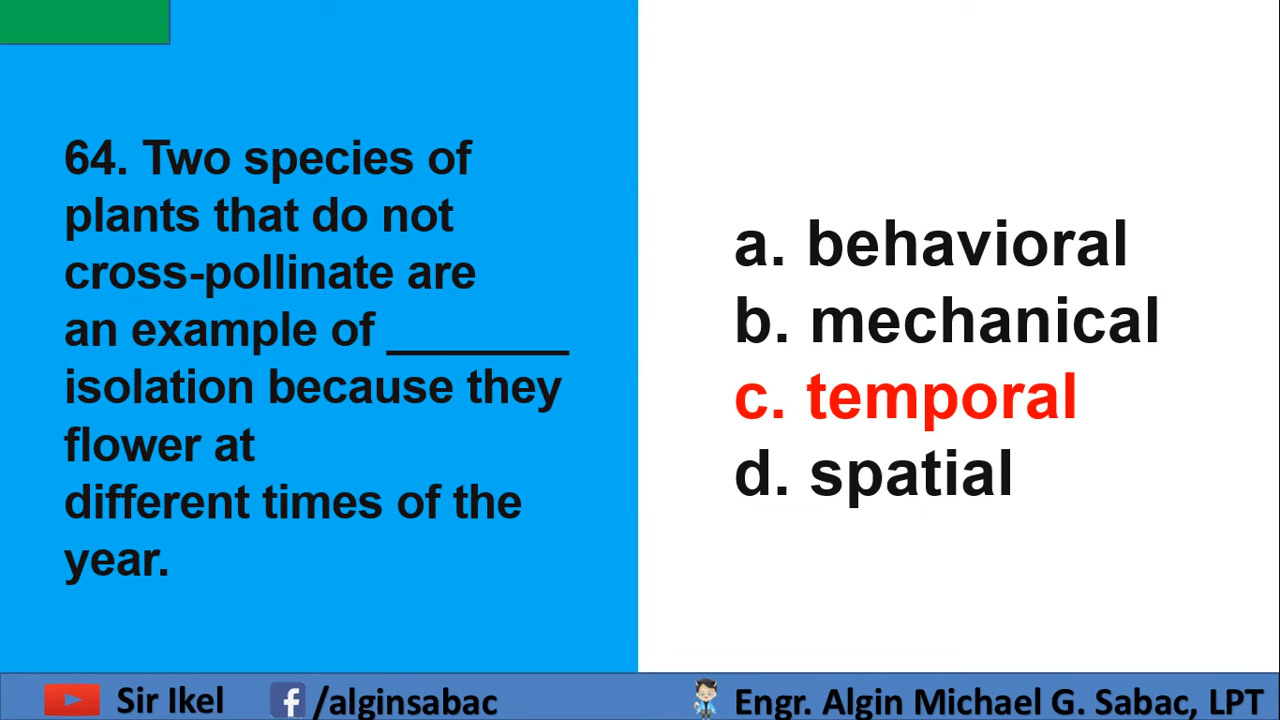 64. Two species of
plants that do not
cross-pollinate are
an example of _______
isolation because they
flower at
different times of the
year.
a. behavioral
b. mechanical
c. temporal
d. spatial
Sir Ikel
/alginsabac
Engr. Algin Michael G. Sabac, LPT